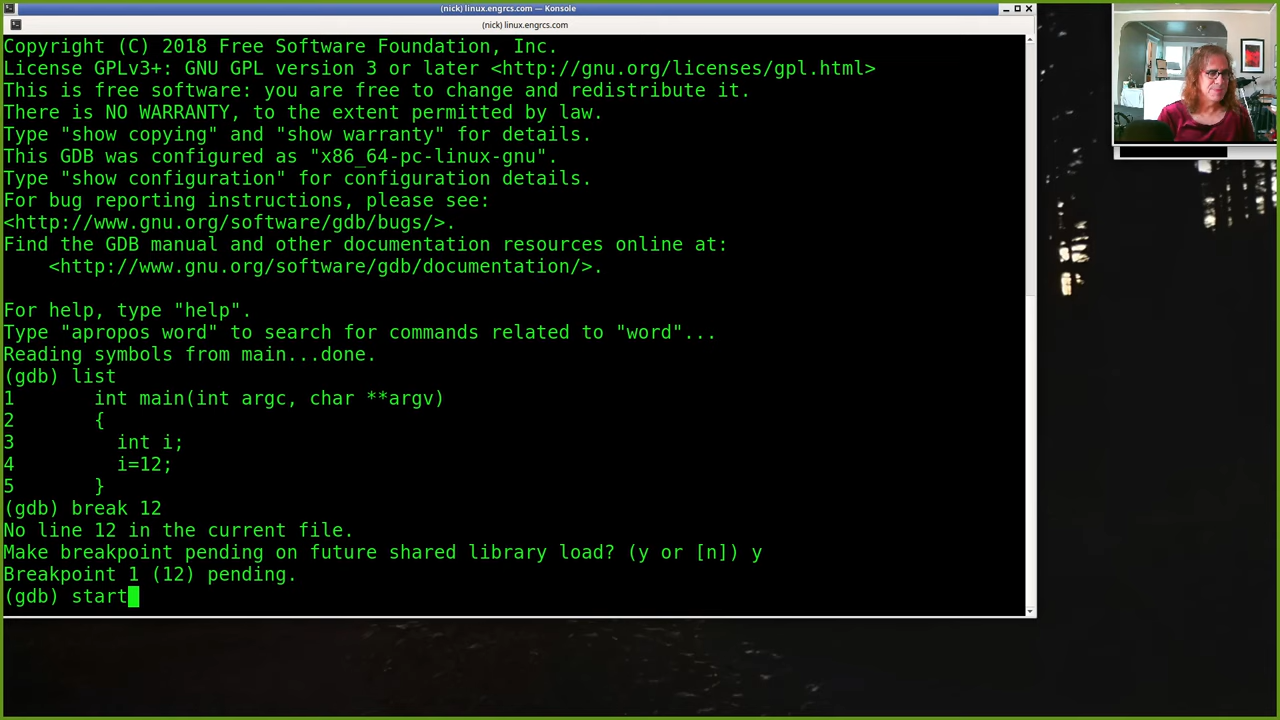 (nick) linux.engrcs.com — Konsole
(nick) linux.engrcs.com
Copyright (C) 2018 Free Software Foundation, Inc.
License GPLv3+: GNU GPL version 3 or later <http://gnu.org/licenses/gpl.html>
This is free software: you are free to change and redistribute it.
There is NO WARRANTY, to the extent permitted by law.
Type "show copying" and "show warranty" for details.
This GDB was configured as "x86_64-pc-linux-gnu".
Type "show configuration" for configuration details.
For bug reporting instructions, please see:
<http://www.gnu.org/software/gdb/bugs/>.
Find the GDB manual and other documentation resources online at:
    <http://www.gnu.org/software/gdb/documentation/>.
For help, type "help".
Type "apropos word" to search for commands related to "word"...
Reading symbols from main...done.
(gdb) list
1       int main(int argc, char **argv)
2       {
3         int i;
4         i=12;
5       }
(gdb) break 12
No line 12 in the current file.
Make breakpoint pending on future shared library load? (y or [n]) y
Breakpoint 1 (12) pending.
(gdb) start